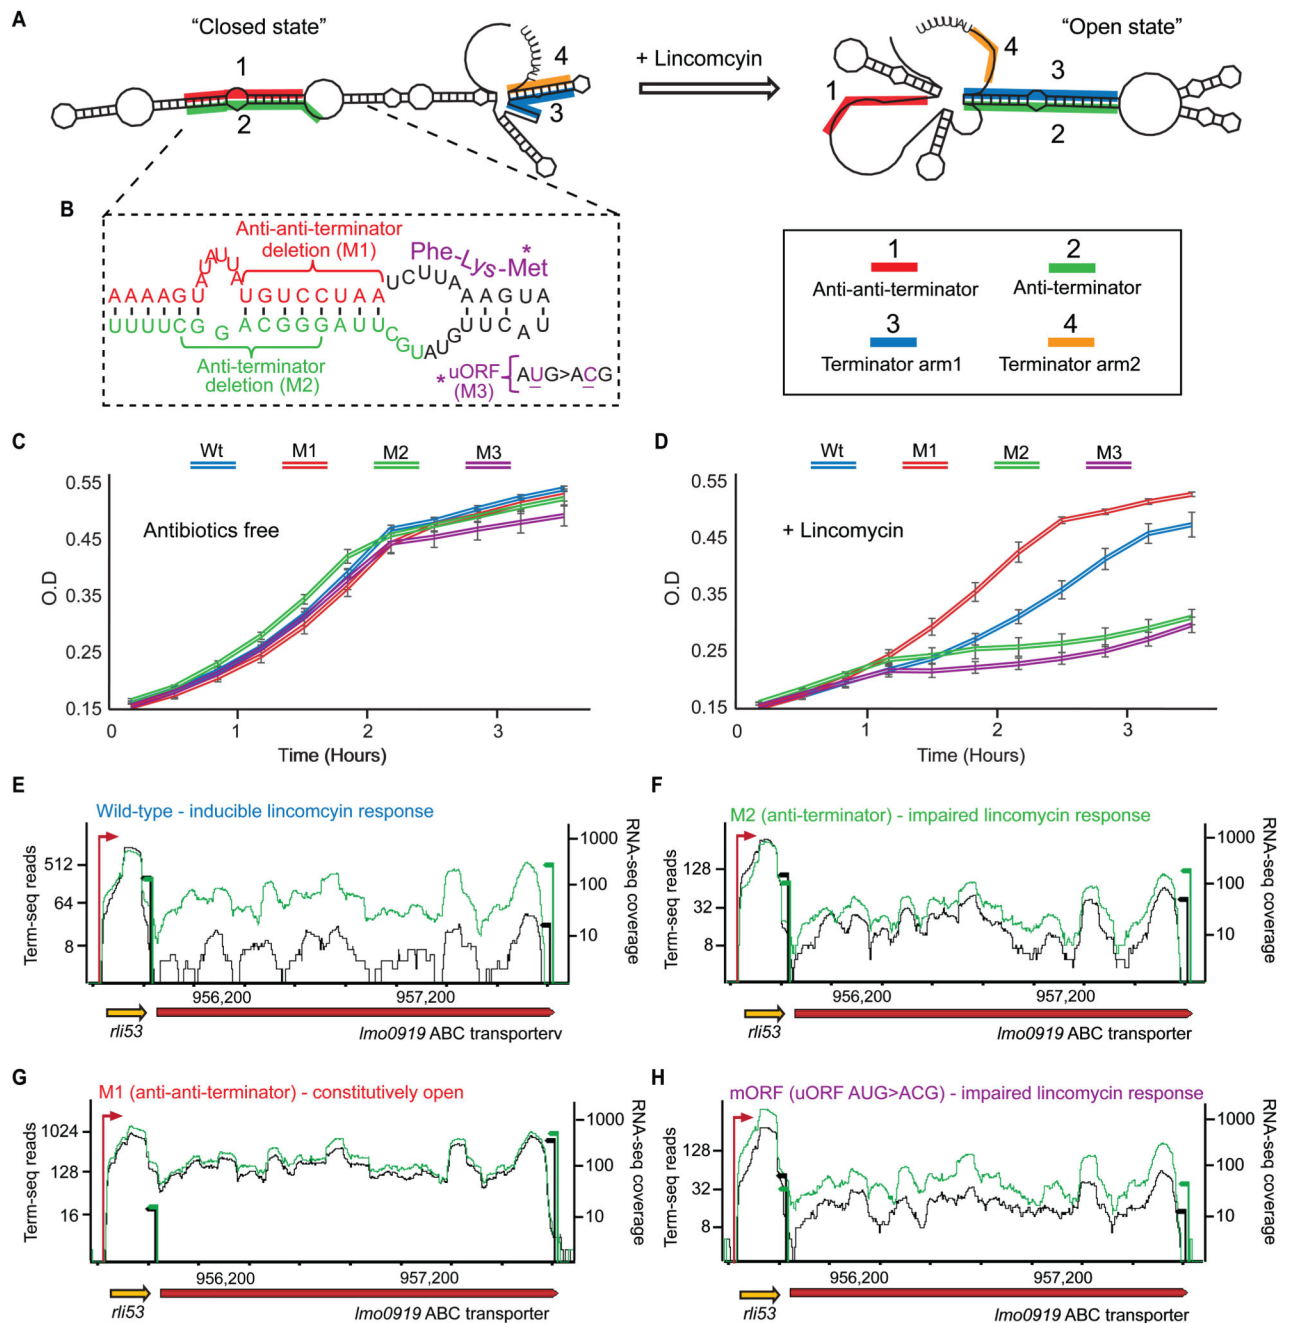 A
"Closed state"
1
2
4
3
UUUUUAU
+ Lincomcyin
"Open state"
UUUUUAU
4
1
3
2
B
Anti-anti-terminator
deletion (M1)
Phe-Lys-Met
*
AAAAGUAUAUUAUGUCCUAAUCUUAAAGUA
UUUUCGGACGGGAUUCGUAUGUUCAU
Anti-terminator
deletion (M2)
* uORF
(M3)
AUG>ACG
1
2
Anti-anti-terminator
Anti-terminator
3
4
Terminator arm1
Terminator arm2
C
Wt
M1
M2
M3
0.55
0.45
0.35
0.25
0.15
O.D
Antibiotics free
0
1
2
3
Time (Hours)
D
Wt
M1
M2
M3
0.55
0.45
0.35
0.25
0.15
O.D
+ Lincomycin
0
1
2
3
Time (Hours)
E
Wild-type - inducible lincomcyin response
512
64
8
Term-seq reads
1000
100
10
RNA-seq coverage
956,200
957,200
rli53
lmo0919 ABC transporterv
F
M2 (anti-terminator) - impaired lincomycin response
128
32
8
Term-seq reads
1000
100
10
RNA-seq coverage
956,200
957,200
rli53
lmo0919 ABC transporter
G
M1 (anti-anti-terminator) - constitutively open
1024
128
16
Term-seq reads
1000
100
10
RNA-seq coverage
956,200
957,200
rli53
lmo0919 ABC transporter
H
mORF (uORF AUG>ACG) - impaired lincomycin response
128
32
8
Term-seq reads
1000
100
10
RNA-seq coverage
956,200
957,200
rli53
lmo0919 ABC transporter